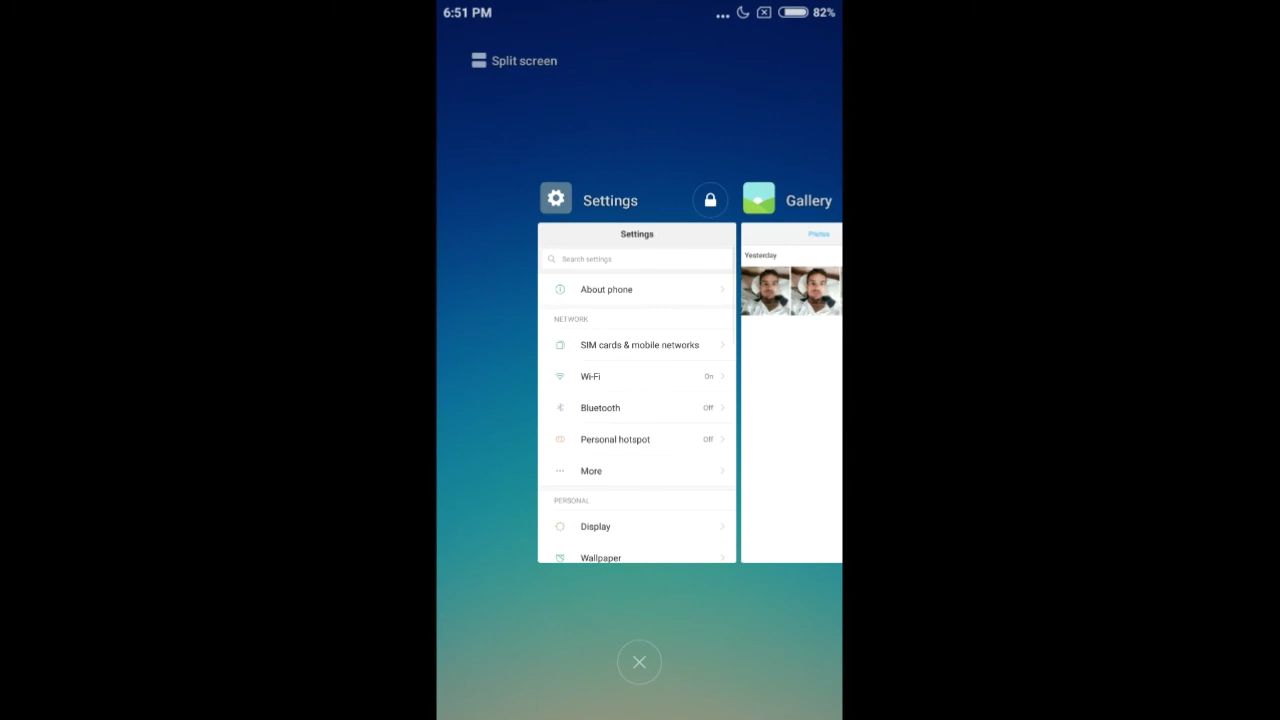 6:51 PM
82%
Split screen
Settings
Gallery
Settings
Search settings
About phone
NETWORK
SIM cards & mobile networks
Wi-Fi On
Bluetooth Off
Personal hotspot Off
More
PERSONAL
Display
Wallpaper
Photos
Yesterday